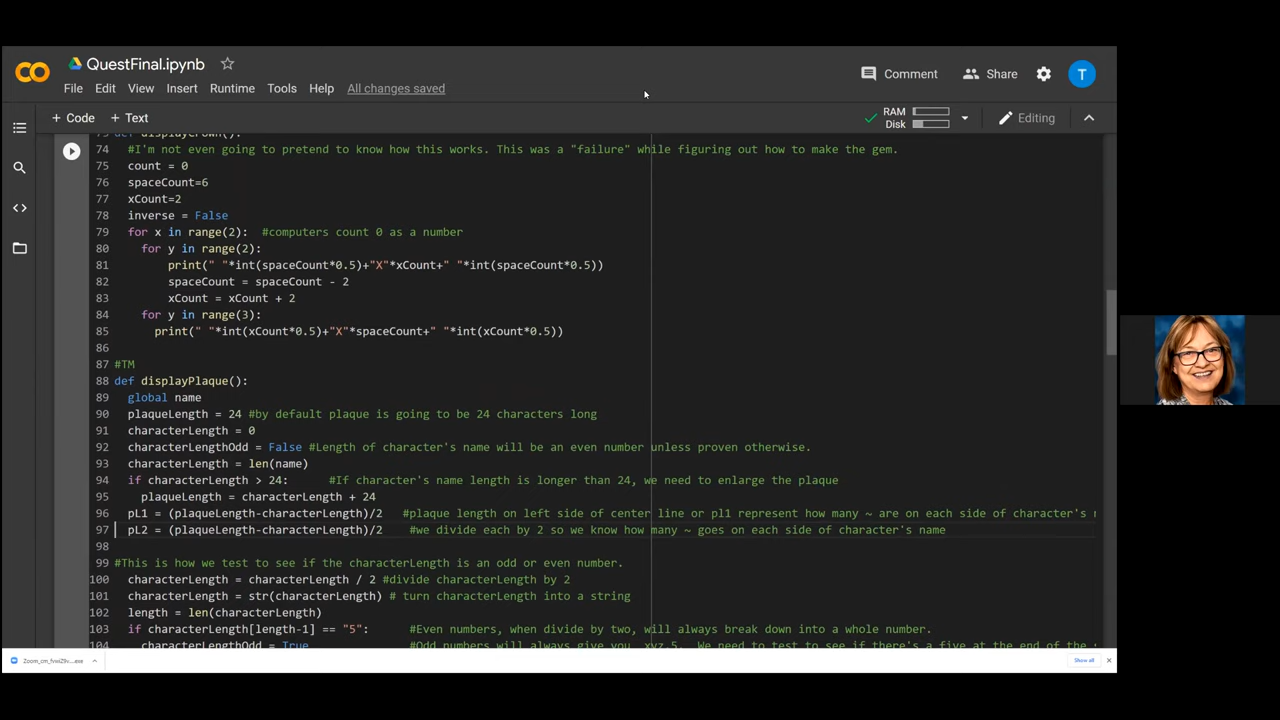 QuestFinal.ipynb
File Edit View Insert Runtime Tools Help All changes saved
Comment Share T
+ Code + Text
RAM
Disk
Editing
73 def displayCrown():
74 #I'm not even going to pretend to know how this works. This was a "failure" while figuring out how to make the gem.
75 count = 0
76 spaceCount=6
77 xCount=2
78 inverse = False
79 for x in range(2): #computers count 0 as a number
80 for y in range(2):
81 print(" "*int(spaceCount*0.5)+"X"*xCount+" "*int(spaceCount*0.5))
82 spaceCount = spaceCount - 2
83 xCount = xCount + 2
84 for y in range(3):
85 print(" "*int(xCount*0.5)+"X"*spaceCount+" "*int(xCount*0.5))
86
87 #TM
88 def displayPlaque():
89 global name
90 plaqueLength = 24 #by default plaque is going to be 24 characters long
91 characterLength = 0
92 characterLengthOdd = False #Length of character's name will be an even number unless proven otherwise.
93 characterLength = len(name)
94 if characterLength > 24: #If character's name length is longer than 24, we need to enlarge the plaque
95 plaqueLength = characterLength + 24
96 pL1 = (plaqueLength-characterLength)/2 #plaque length on left side of center line or pl1 represent how many ~ are on each side of character's
97 pL2 = (plaqueLength-characterLength)/2 #we divide each by 2 so we know how many ~ goes on each side of character's name
98
99 #This is how we test to see if the characterLength is an odd or even number.
100 characterLength = characterLength / 2 #divide characterLength by 2
101 characterLength = str(characterLength) # turn characterLength into a string
102 length = len(characterLength)
103 if characterLength[length-1] == "5": #Even numbers, when divide by two, will always break down into a whole number.
104 characterLengthOdd = True #Odd numbers will always give you xyz.5. We need to test to see if there's a five at the end of the
Show all